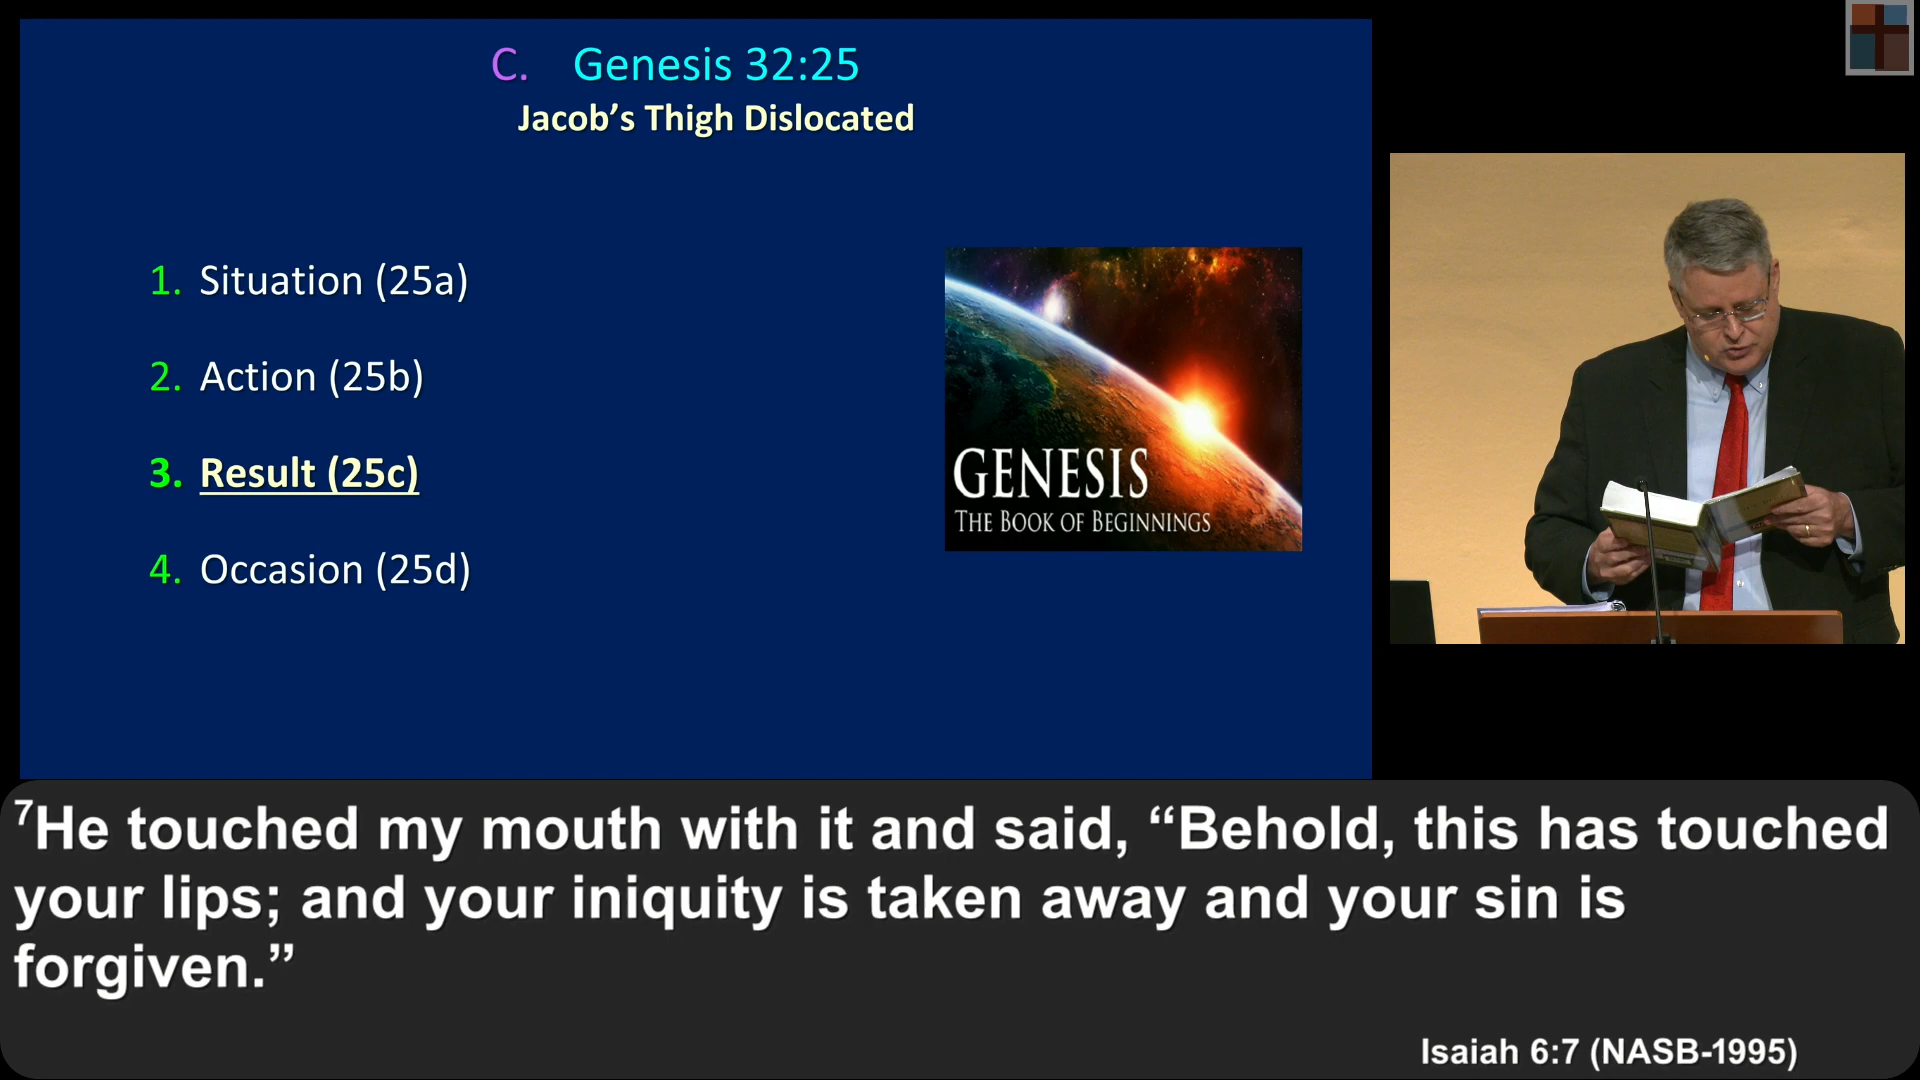 C. Genesis 32:25
Jacob’s Thigh Dislocated
1. Situation (25a)
2. Action (25b)
3. Result (25c)
4. Occasion (25d)
GENESIS
THE BOOK OF BEGINNINGS
7He touched my mouth with it and said, “Behold, this has touched
your lips; and your iniquity is taken away and your sin is
forgiven.”
Isaiah 6:7 (NASB-1995)